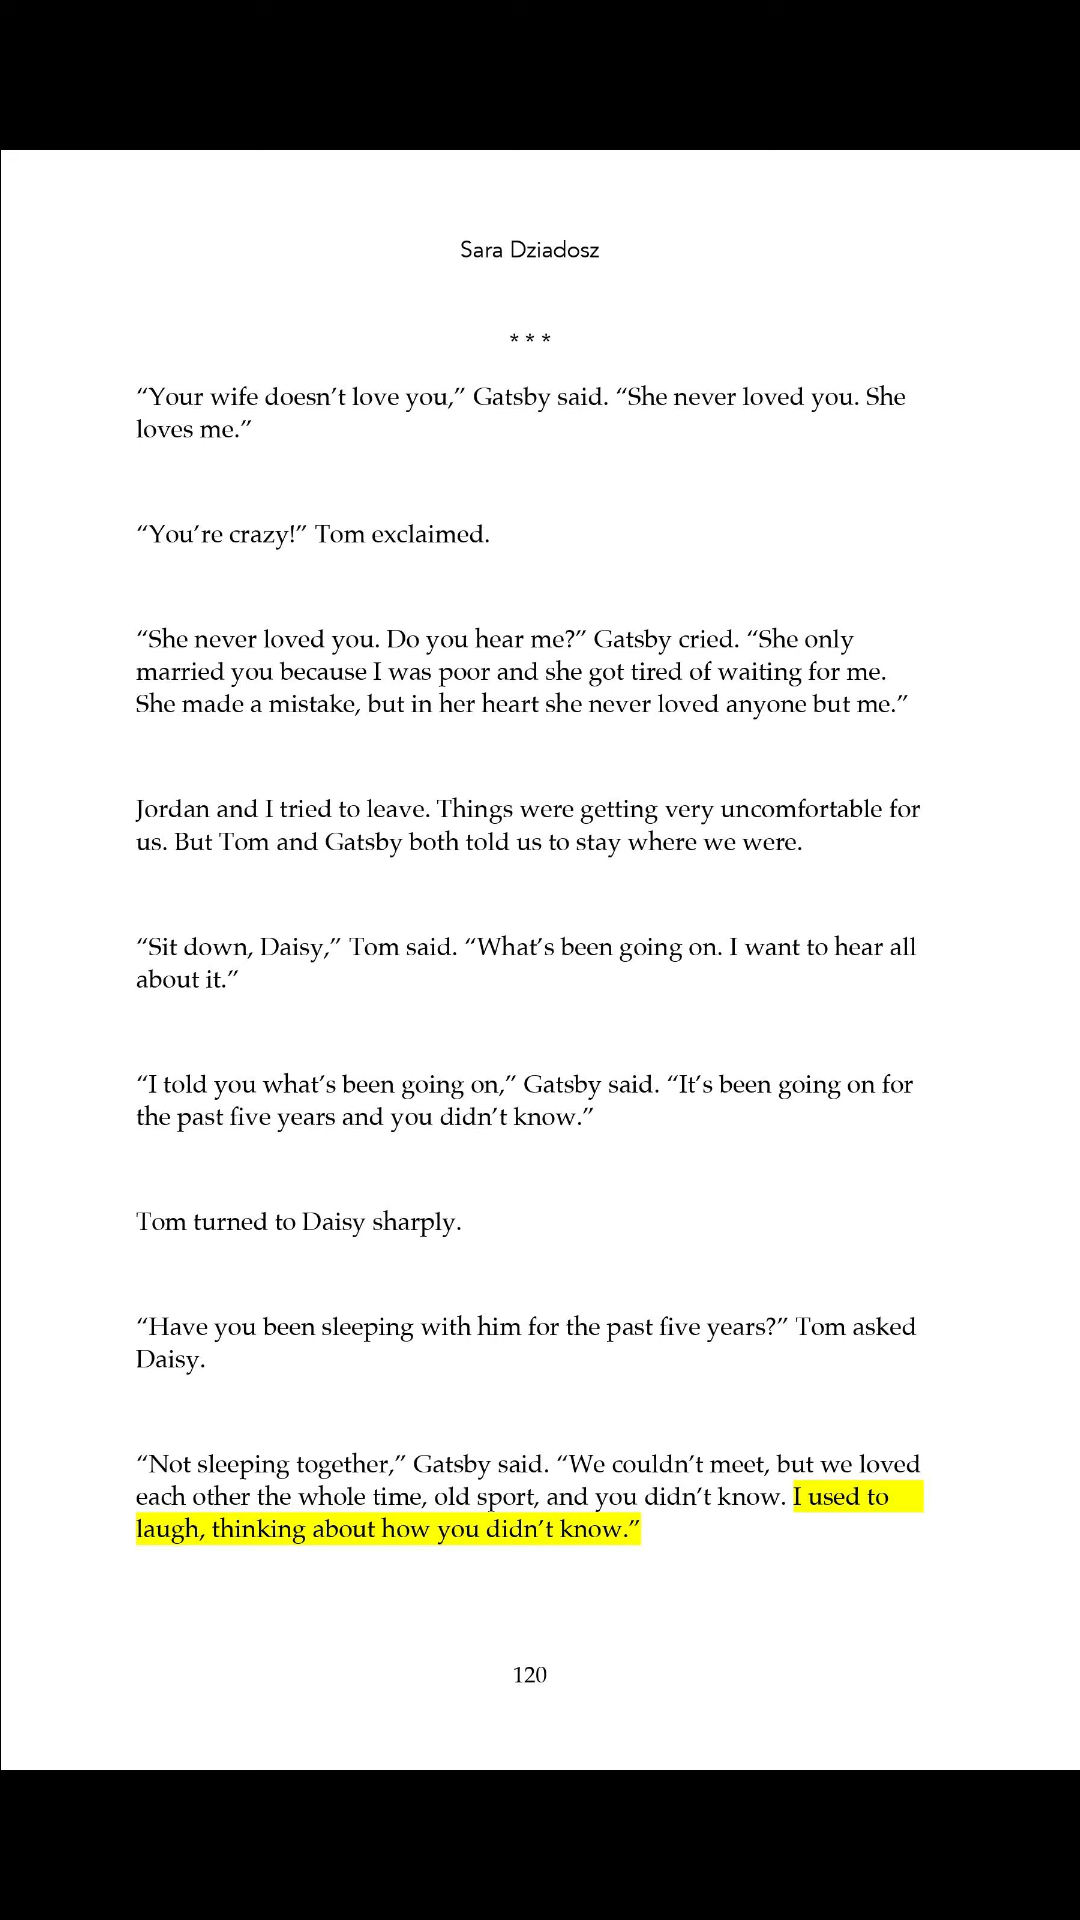 Sara Dziadosz
* * *
“Your wife doesn’t love you,” Gatsby said. “She never loved you. She
loves me.”
“You’re crazy!” Tom exclaimed.
“She never loved you. Do you hear me?” Gatsby cried. “She only
married you because I was poor and she got tired of waiting for me.
She made a mistake, but in her heart she never loved anyone but me.”
Jordan and I tried to leave. Things were getting very uncomfortable for
us. But Tom and Gatsby both told us to stay where we were.
“Sit down, Daisy,” Tom said. “What’s been going on. I want to hear all
about it.”
“I told you what’s been going on,” Gatsby said. “It’s been going on for
the past five years and you didn’t know.”
Tom turned to Daisy sharply.
“Have you been sleeping with him for the past five years?” Tom asked
Daisy.
“Not sleeping together,” Gatsby said. “We couldn’t meet, but we loved
each other the whole time, old sport, and you didn’t know. I used to
laugh, thinking about how you didn’t know.”
120